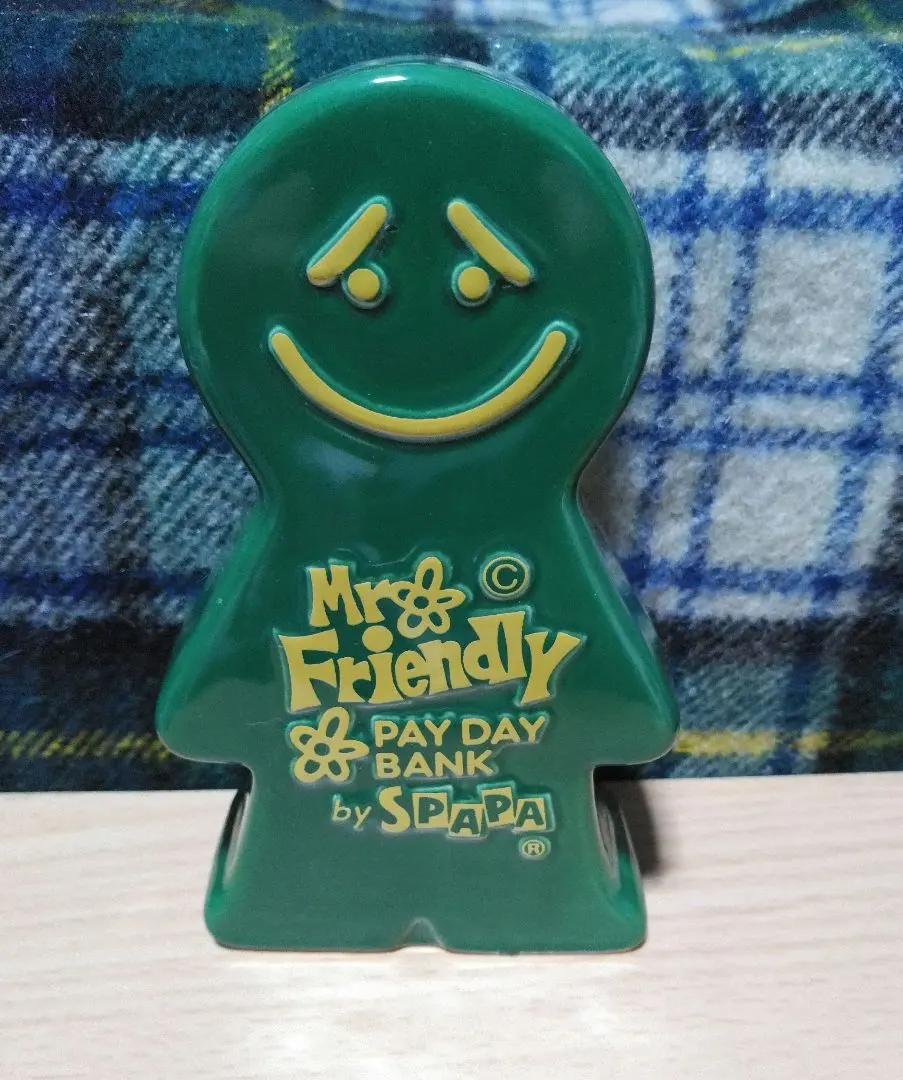 Mr ©
Friendly
PAY DAY
BANK
by SPAPA
®